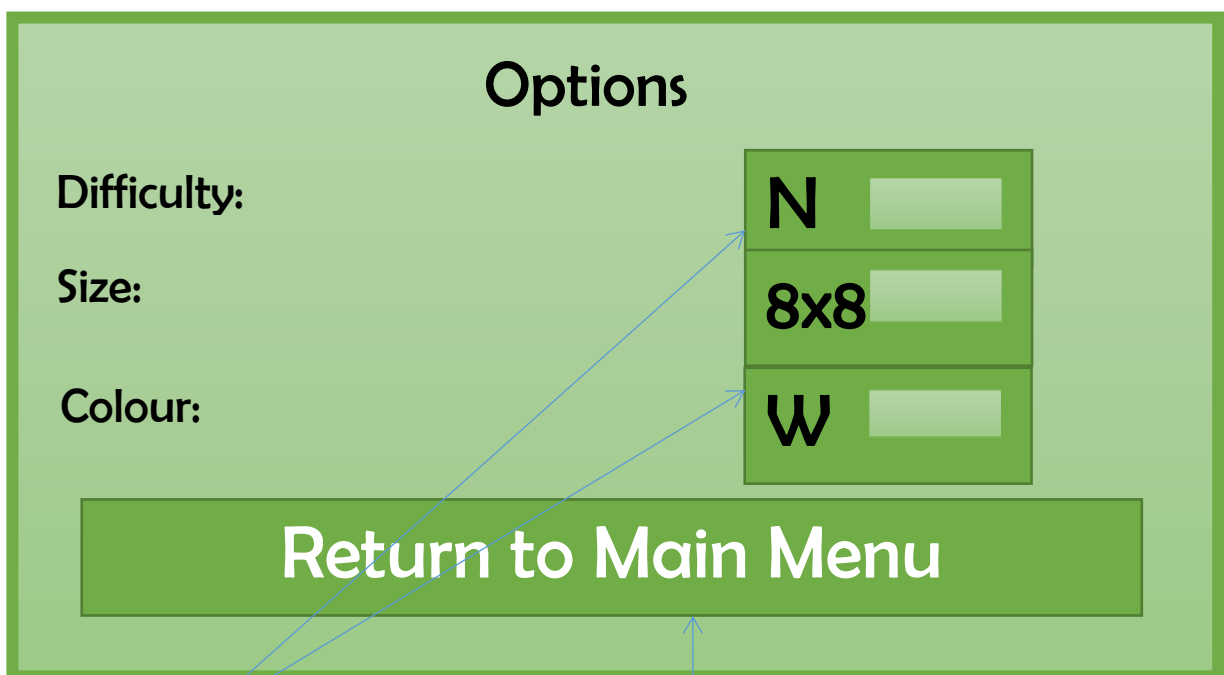 Options
Difficulty:
N
Size:
8x8
Colour:
W
Return to Main Menu